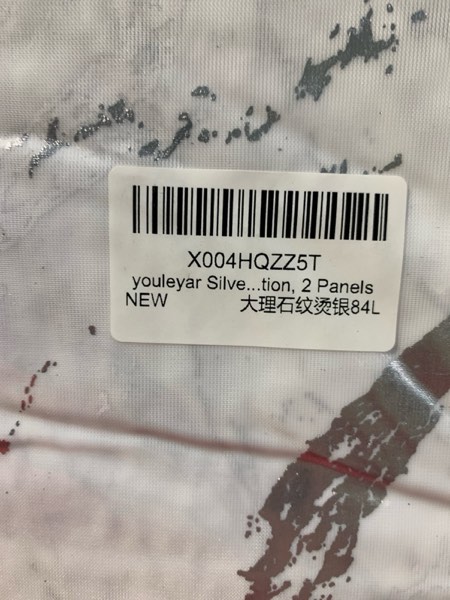 X004HQZZ5T
youleyar Silve...tion, 2 Panels
NEW 大理石纹烫银84L